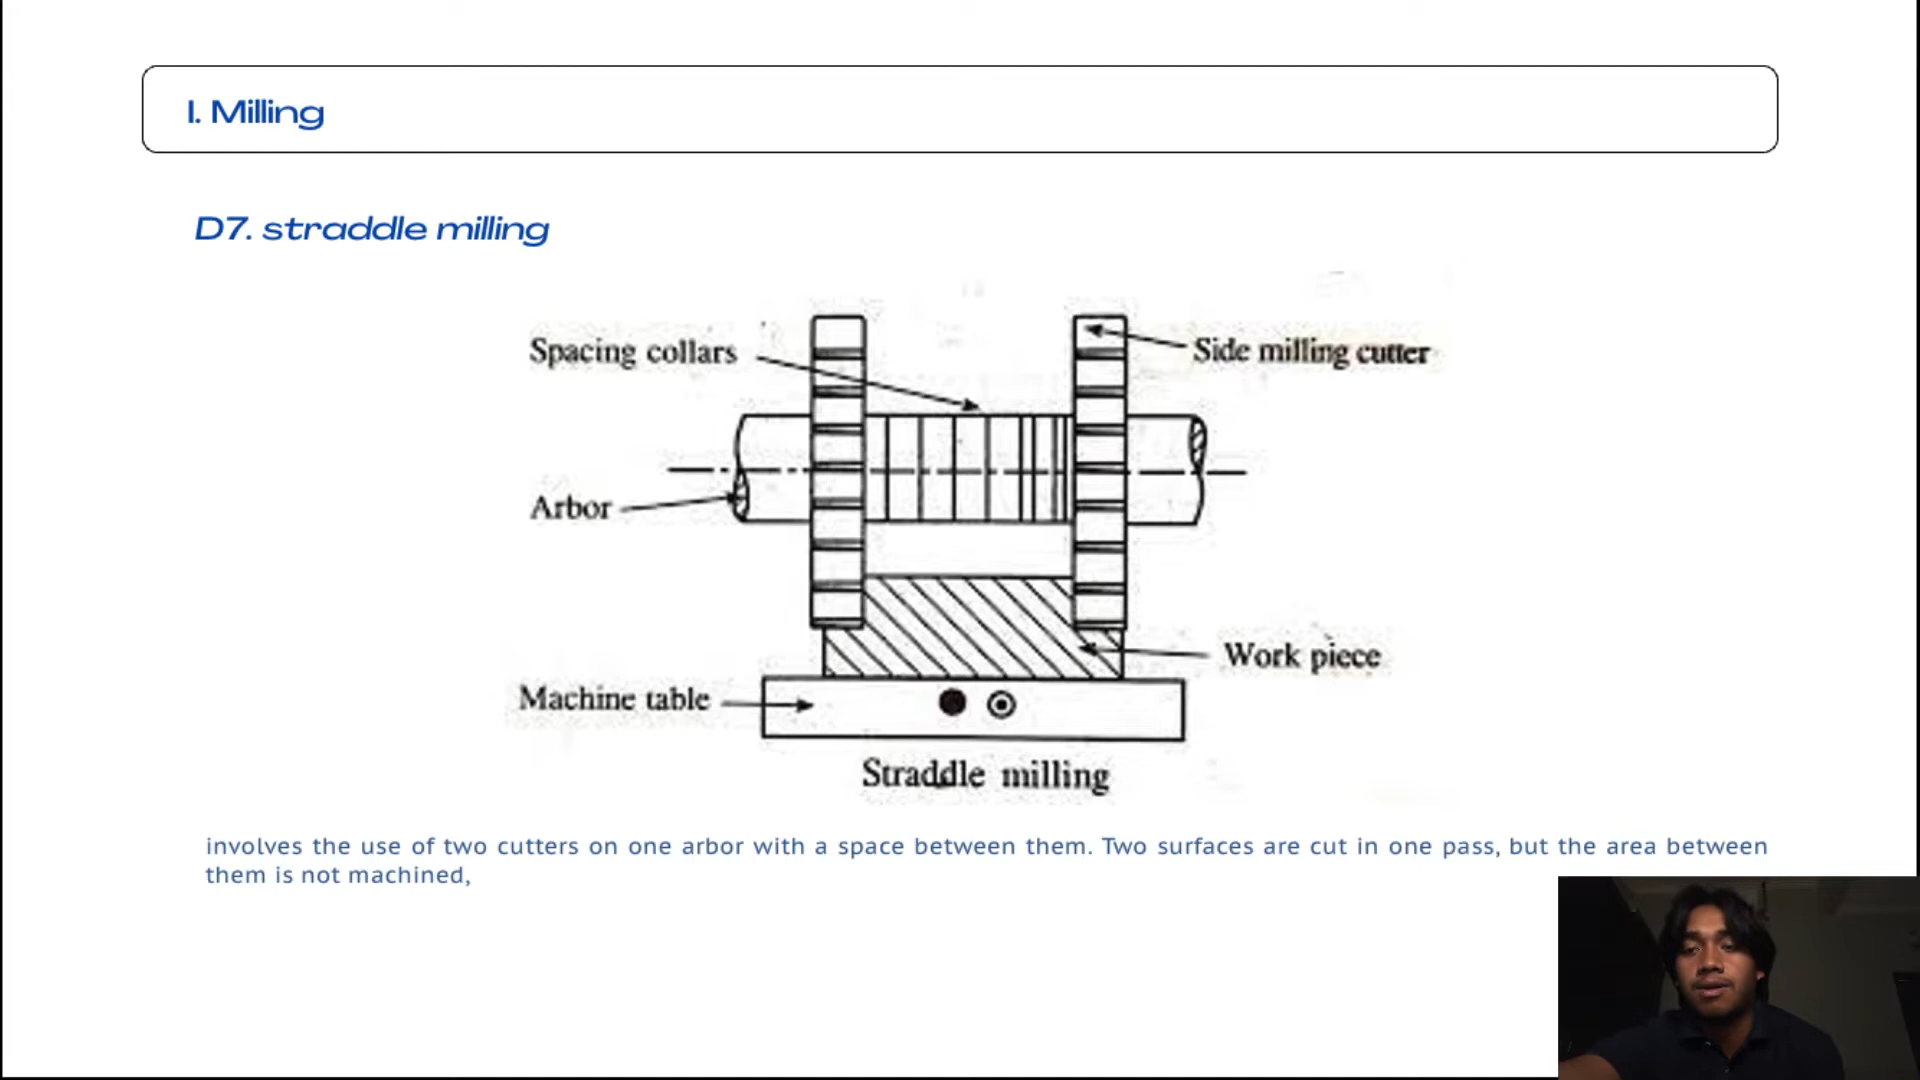 I. Milling
D7. straddle milling
Spacing collars
Side milling cutter
Arbor
Work piece
Machine table
Straddle milling
involves the use of two cutters on one arbor with a space between them. Two surfaces are cut in one pass, but the area between
them is not machined,